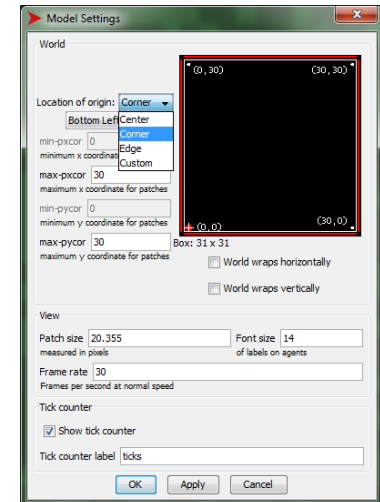 Model Settings
World
(0,30) (30,30)
Location of origin: Corner
Bottom Left
Center
Corner
Edge
Custom
min-pxcor 0
minimum x coordinat
max-pxcor 30
maximum x coordinate for patches
min-pycor 0
minimum y coordinate for patches
(0,0) (30,0)
max-pycor 30 Box: 31 x 31
maximum y coordinate for patches
World wraps horizontally
World wraps vertically
View
Patch size 20.355 Font size 14
measured in pixels of labels on agents
Frame rate 30
Frames per second at normal speed
Tick counter
Show tick counter
Tick counter label ticks
OK Apply Cancel